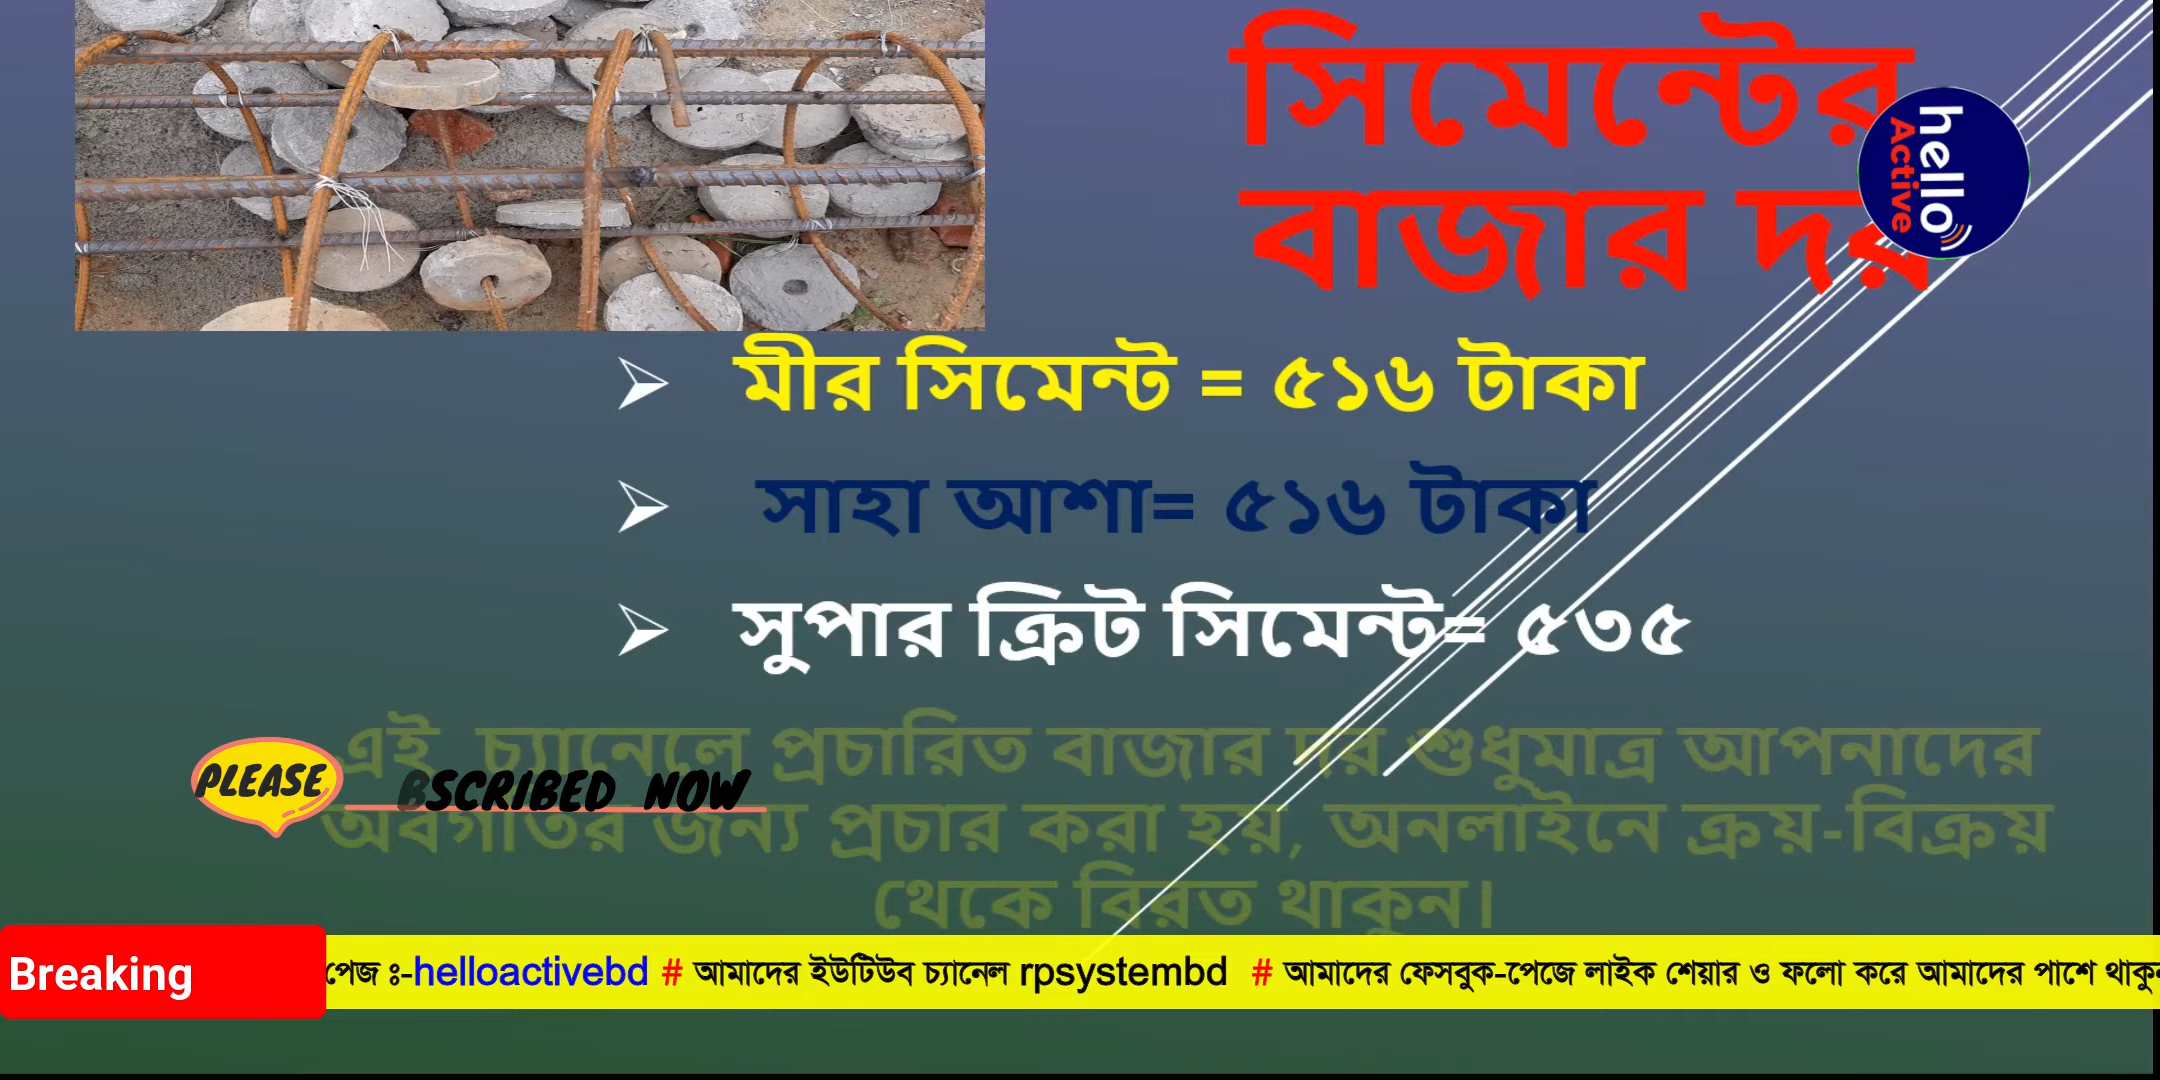 সিমেন্টের
বাজার দর
hello
Active
মীর সিমেন্ট = ৫১৬ টাকা
সাহা আশা= ৫১৬ টাকা
সুপার ক্রিট সিমেন্ট= ৫৩৫
এই চ্যানেলে প্রচারিত বাজার দর শুধুমাত্র আপনাদের
অবগতির জন্য প্রচার করা হয়, অনলাইনে ক্রয়-বিক্রয়
থেকে বিরত থাকুন।
PLEASE BSCRIBED NOW
Breaking
পেজ ঃ-helloactivebd # আমাদের ইউটিউব চ্যানেল rpsystembd # আমাদের ফেসবুক-পেজে লাইক শেয়ার ও ফলো করে আমাদের পাশে